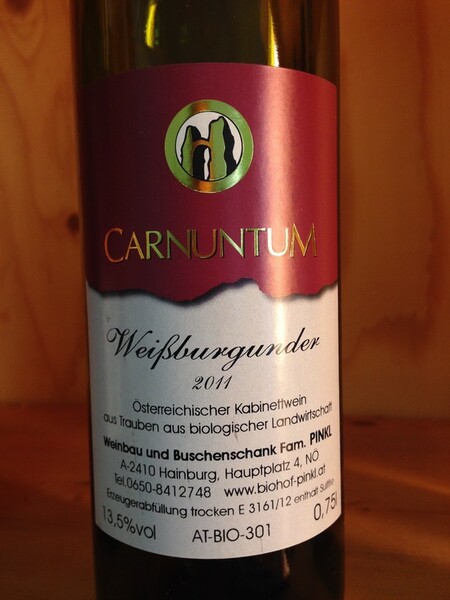 CARNUNTUM
Weißburgunder
2011
Österreichischer Kabinettwein
aus Trauben aus biologischer Landwirtschaft
Weinbau und Buschenschank Fam. PINKL
A-2410 Hainburg, Hauptplatz 4, NÖ
Tel.0650-8412748 www.biohof-pinkl.at
Erzeugerabfüllung trocken E 3161/12 enthält Sulfite
13,5%vol AT-BIO-301 0,75l